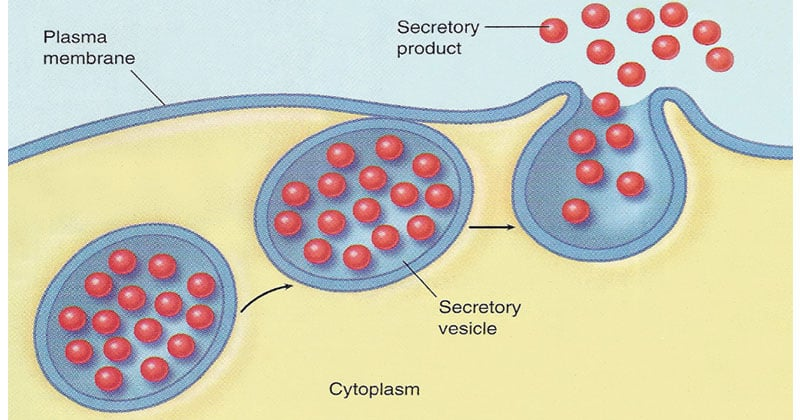 Plasma
membrane
Secretory
product
Secretory
vesicle
Cytoplasm